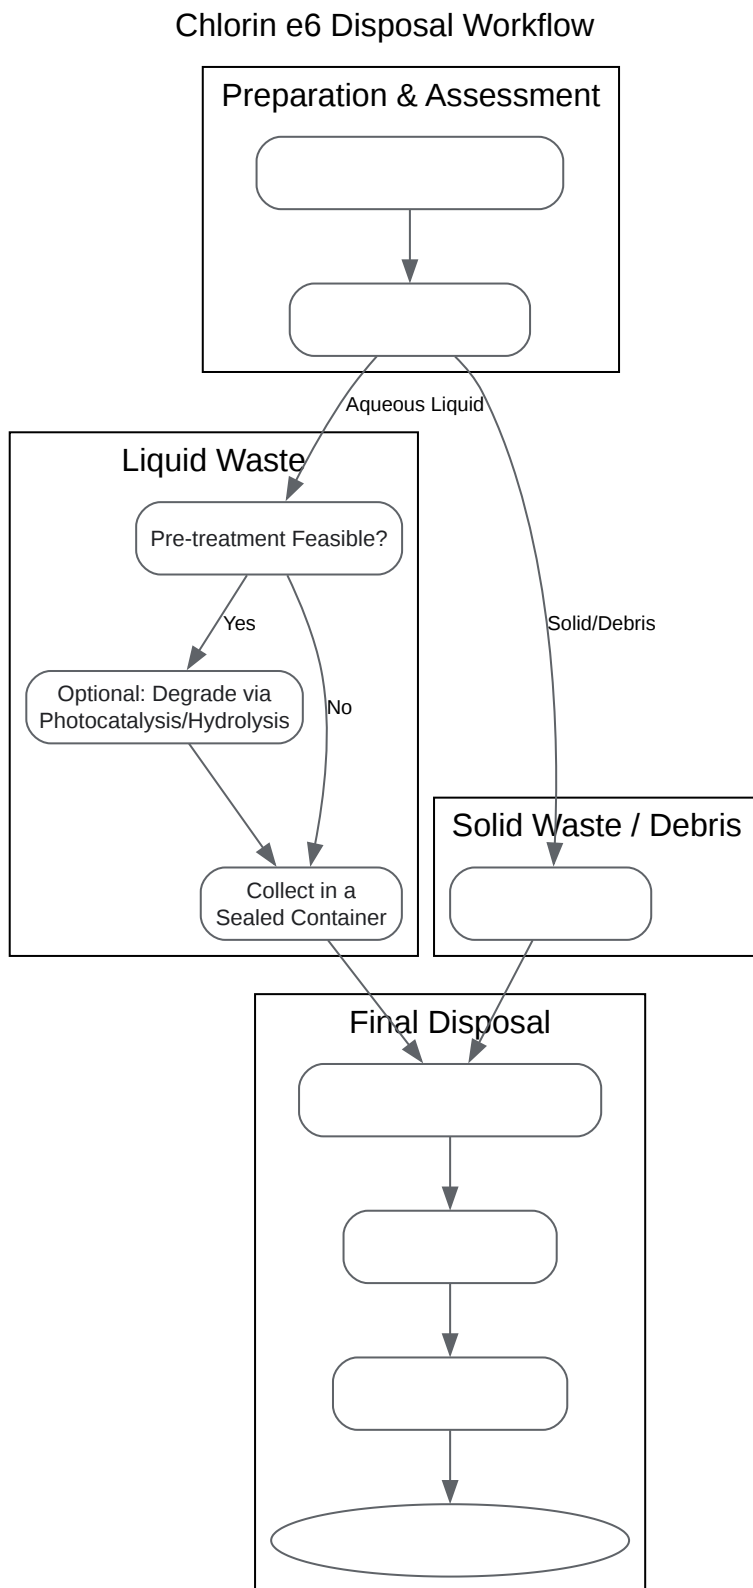 Chlorin e6 Disposal Workflow
Preparation & Assessment
Aqueous Liquid
Liquid Waste
Pre-treatment Feasible?
Yes
Solid/Debris
Optional: Degrade via
Photocatalysis/Hydrolysis
No
Solid Waste / Debris
Collect in a
Sealed Container
Final Disposal